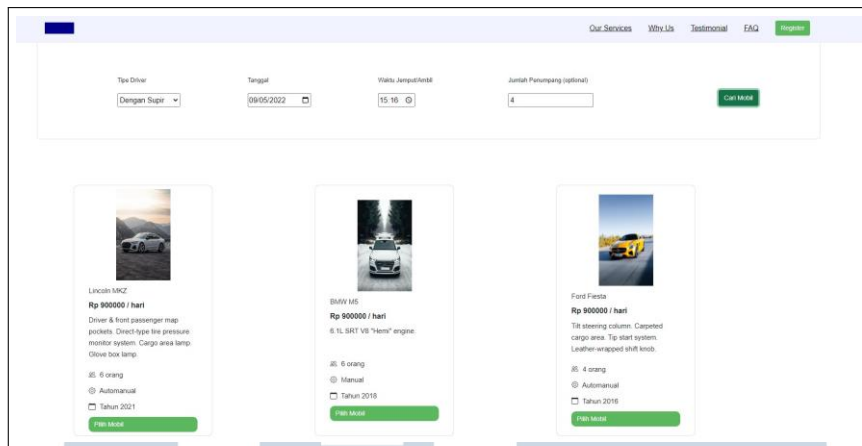 Our Services Why Us Testimonial FAQ Register
Tipe Driver Tanggal Waktu Jemput/Ambil Jumlah Penumpang (optional)
Dengan Supir 09/05/2022 15:16 4 Cari Mobil
Lincoln MKZ
Rp 900000 / hari
Driver & front passenger map
pockets. Direct-type tire pressure
monitor system. Cargo area lamp.
Glove box lamp.
6 orang
Automanual
Tahun 2021
Pilih Mobil
BMW M5
Rp 900000 / hari
6.1L SRT V8 "Hemi" engine.
6 orang
Manual
Tahun 2018
Pilih Mobil
Ford Fiesta
Rp 900000 / hari
Tilt steering column. Carpeted
cargo area. Tip start system.
Leather-wrapped shift knob.
4 orang
Automanual
Tahun 2016
Pilih Mobil